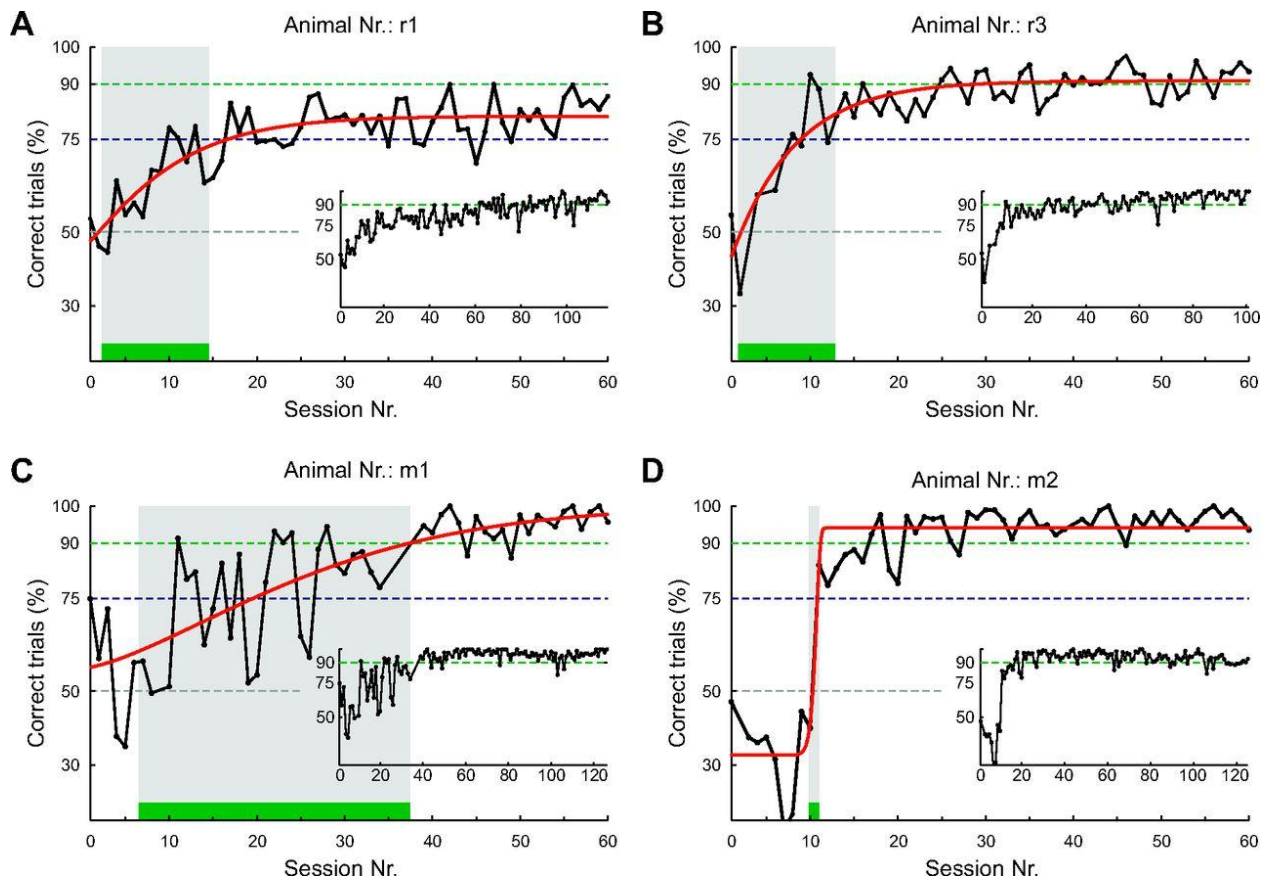 A
Animal Nr.: r1
Correct trials (%)
100
90
75
50
30
90
75
50
0 20 40 60 80 100
0 10 20 30 40 50 60
Session Nr.
B
Animal Nr.: r3
Correct trials (%)
100
90
75
50
30
90
75
50
0 20 40 60 80 100
0 10 20 30 40 50 60
Session Nr.
C
Animal Nr.: m1
Correct trials (%)
100
90
75
50
30
90
75
50
0 20 40 60 80 100 120
0 10 20 30 40 50 60
Session Nr.
D
Animal Nr.: m2
Correct trials (%)
100
90
75
50
30
90
75
50
0 20 40 60 80 100 120
0 10 20 30 40 50 60
Session Nr.